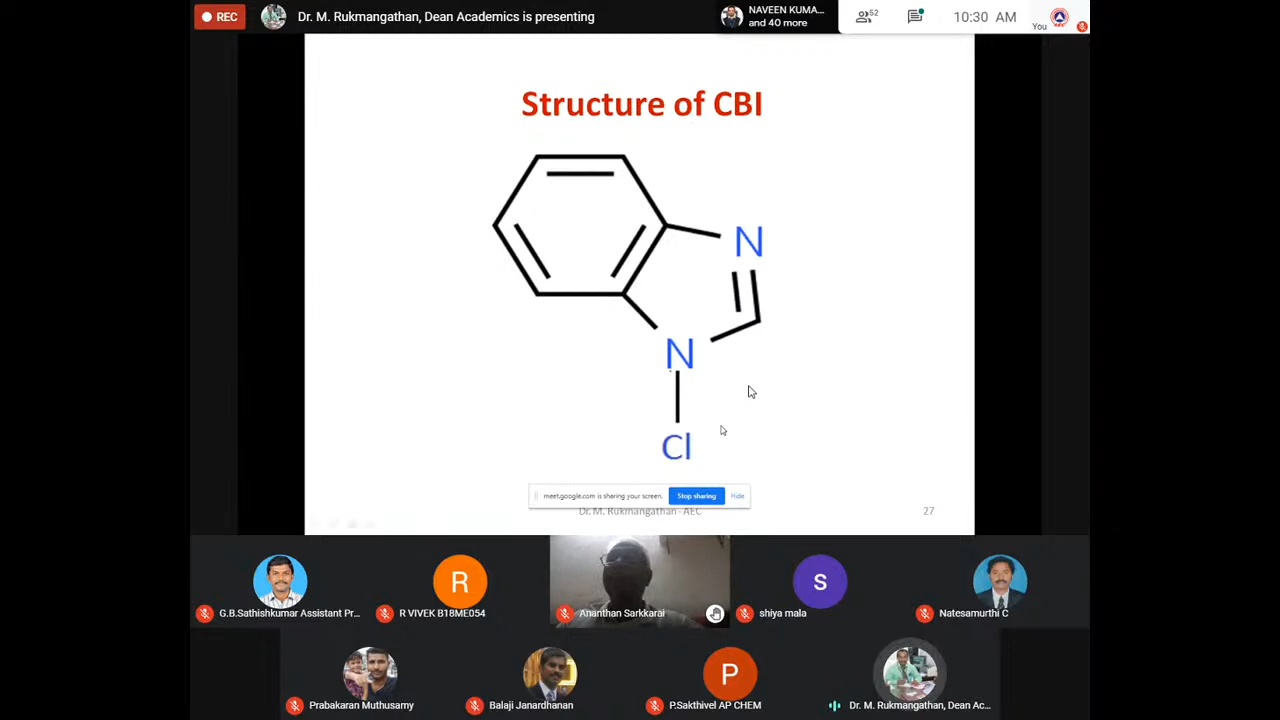 REC
Dr. M. Rukmangathan, Dean Academics is presenting
NAVEEN KUMA...
and 40 more
52
10:30 AM
You
Structure of CBI
N
N
Cl
meet.google.com is sharing your screen.
Stop sharing
Hide
Dr. M. Rukmangathan - AEC
27
S
R
G.B.Sathishkumar Assistant Pr...
R VIVEK B18ME054
Ananthan Sarkkarai
shiya mala
Natesamurthi C
P
Prabakaran Muthusamy
Balaji Janardhanan
P.Sakthivel AP CHEM
Dr. M. Rukmangathan, Dean Ac...